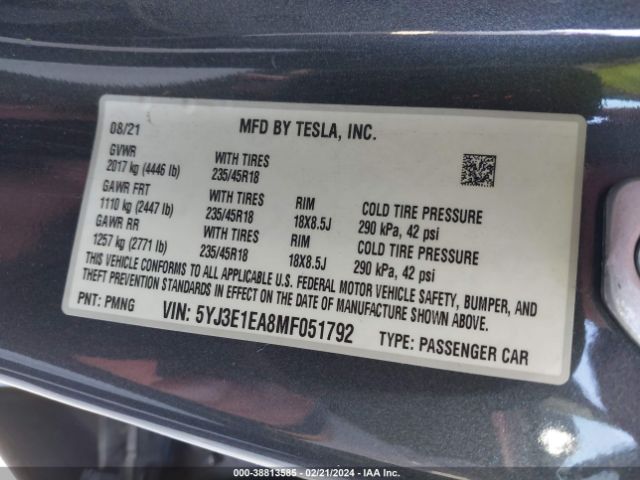 08/21 MFD BY TESLA, INC.
GVWR
2017 kg (4446 lb) WITH TIRES 235/45R18
GAWR FRT
1110 kg (2447 lb) WITH TIRES 235/45R18 RIM 18X8.5J COLD TIRE PRESSURE 290 kPa, 42 psi
GAWR RR
1257 kg (2771 lb) WITH TIRES 235/45R18 RIM 18X8.5J COLD TIRE PRESSURE 290 kPa, 42 psi
THIS VEHICLE CONFORMS TO ALL APPLICABLE U.S. FEDERAL MOTOR VEHICLE SAFETY, BUMPER, AND
THEFT PREVENTION STANDARDS IN EFFECT ON THE DATE OF MANUFACTURE SHOWN ABOVE.
PNT: PMNG VIN: 5YJ3E1EA8MF051792 TYPE: PASSENGER CAR
000-38813585 - 02/21/2024 - IAA Inc.